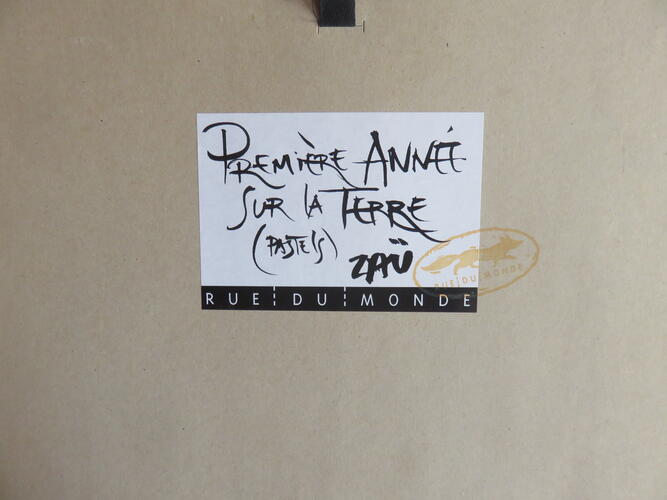 PREMIÈRE ANNÉE
SUR LA TERRE
(PASTELS)
ZAÜ
RUE DU MONDE
RUE DU MONDE